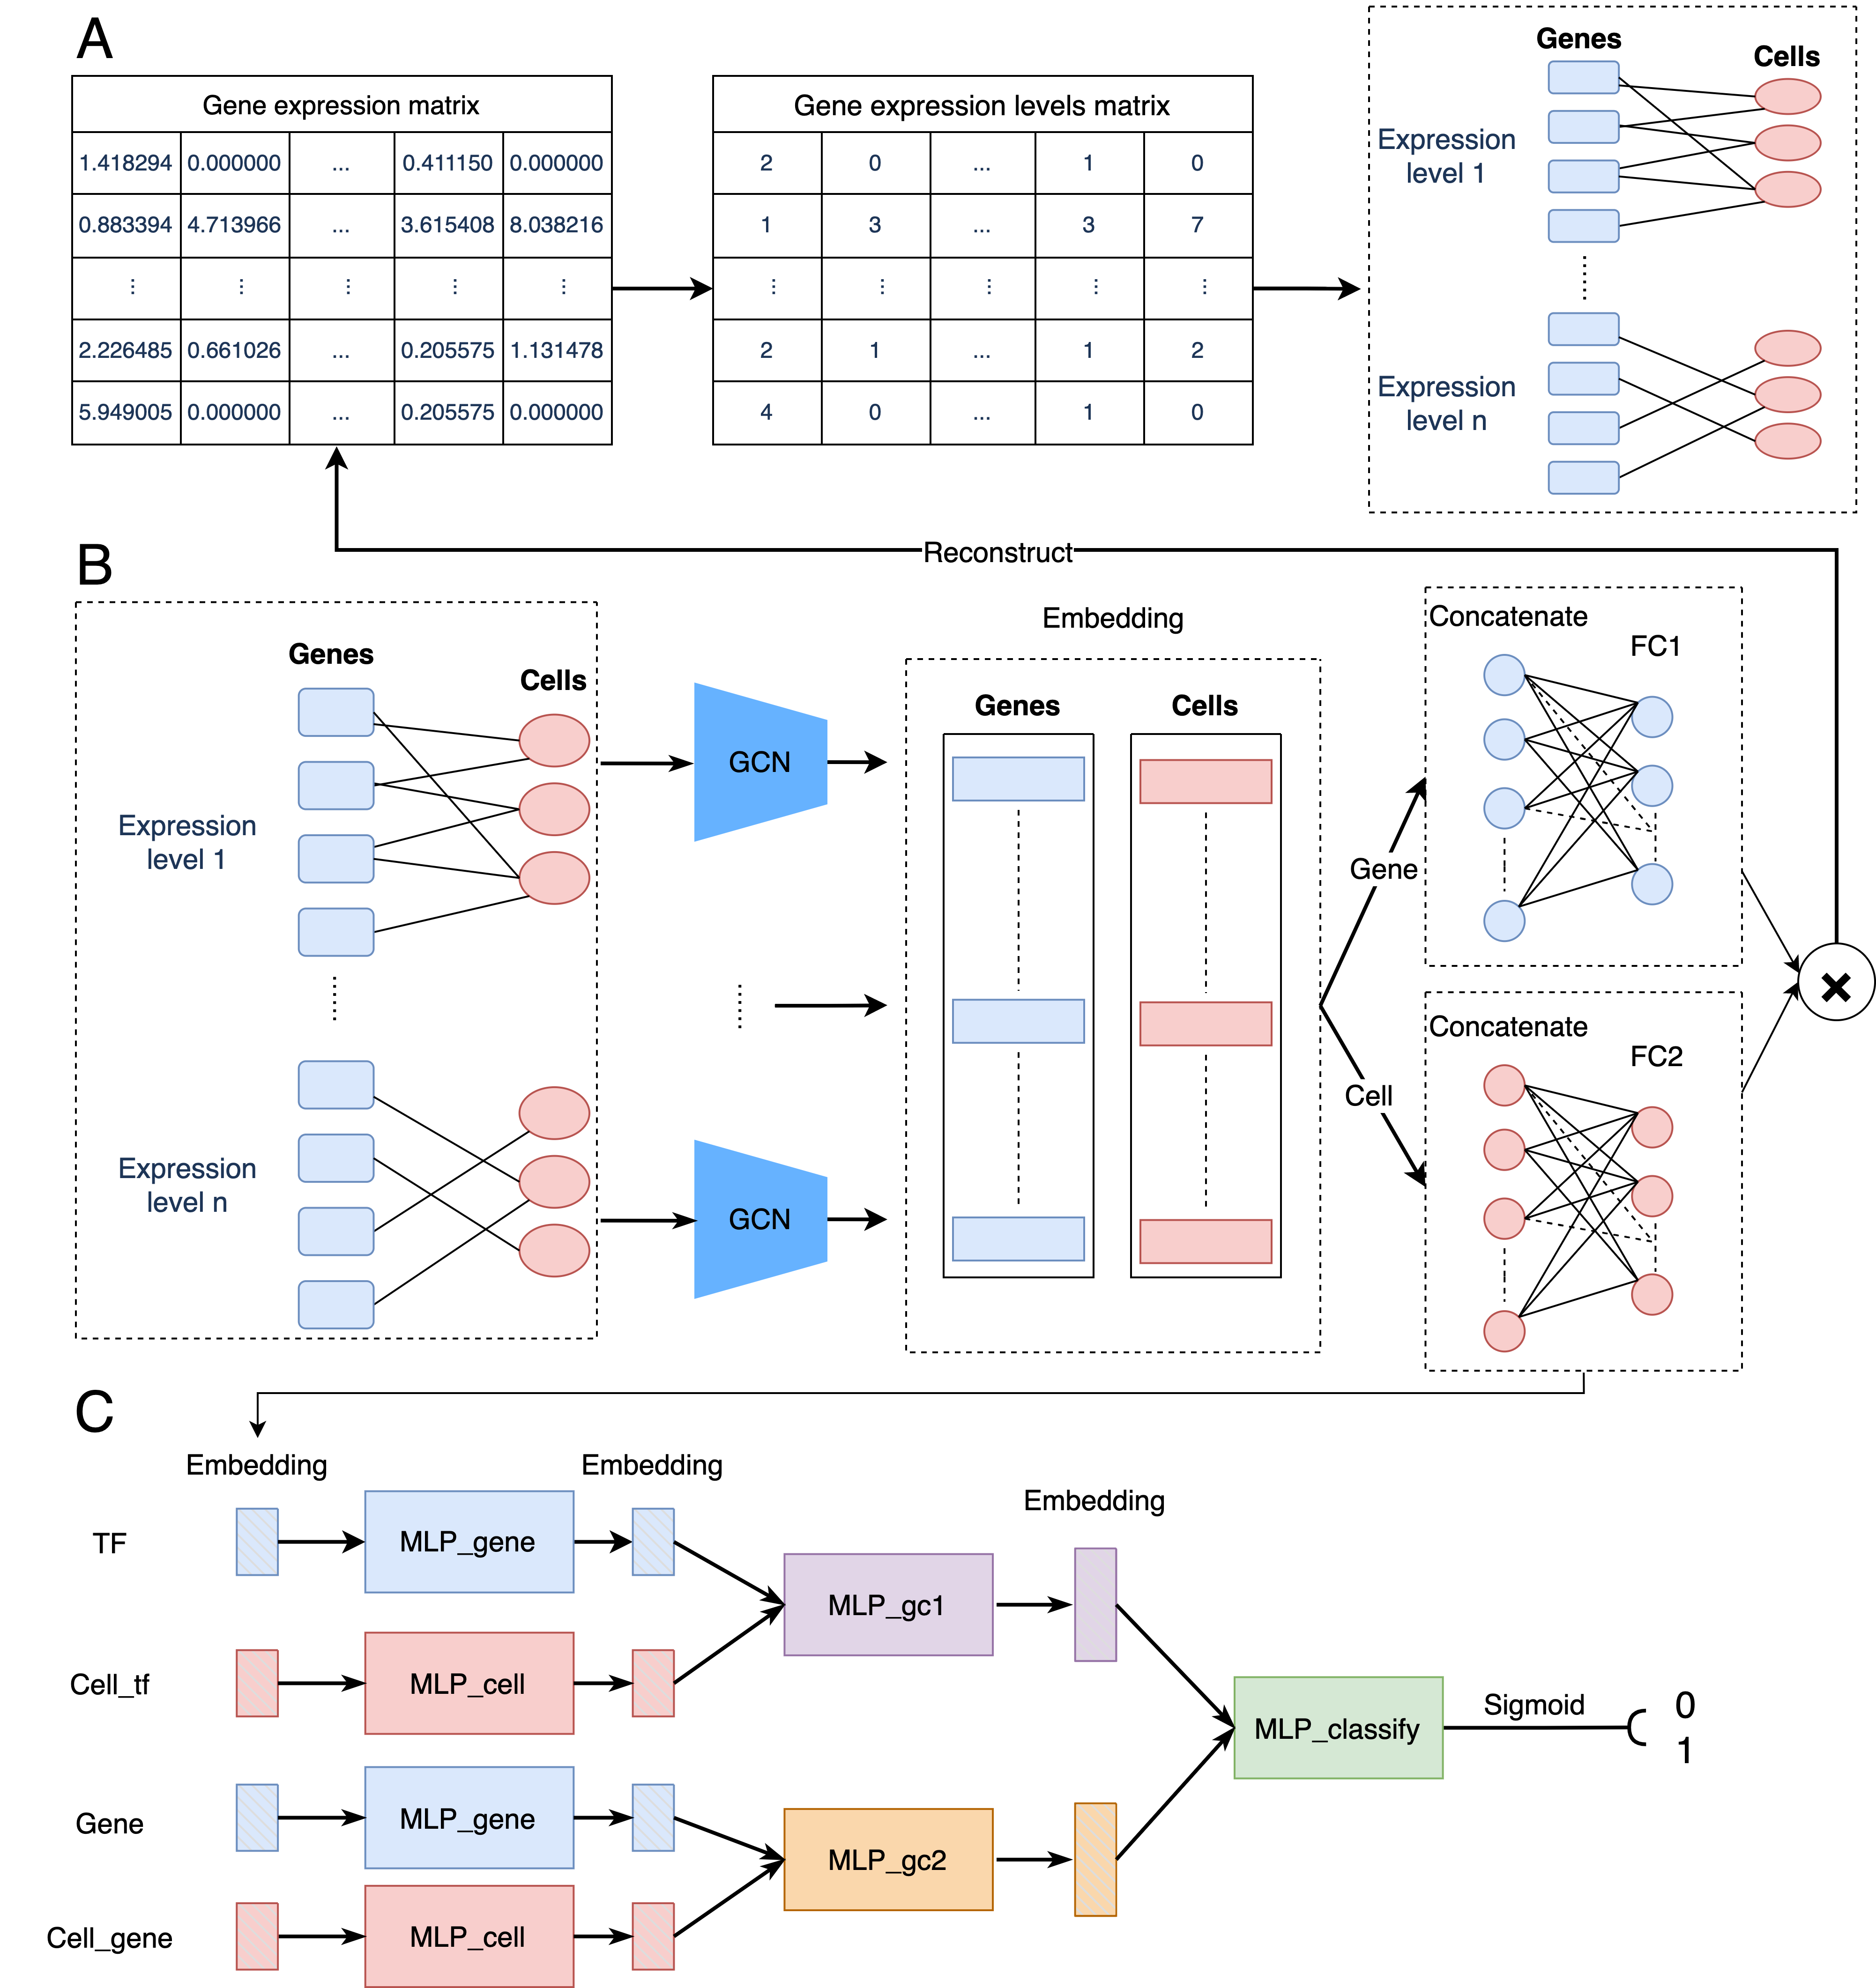 A
Gene expression matrix
1.418294 0.000000 ... 0.411150 0.000000
0.883394 4.713966 ... 3.615408 8.038216
⋮ ⋮ ⋮ ⋮ ⋮
2.226485 0.661026 ... 0.205575 1.131478
5.949005 0.000000 ... 0.205575 0.000000
Gene expression levels matrix
2 0 ... 1 0
1 3 ... 3 7
⋮ ⋮ ⋮ ⋮ ⋮
2 1 ... 1 2
4 0 ... 1 0
Genes
Cells
Expression
level 1
Expression
level n
Reconstruct
B
Genes
Cells
Expression
level 1
Expression
level n
GCN
GCN
Embedding
Genes Cells
Gene
Cell
Concatenate
FC1
Concatenate
FC2
×
C
Embedding Embedding
Embedding
TF MLP_gene
MLP_gc1
Cell_tf MLP_cell
MLP_classify Sigmoid 0
1
Gene MLP_gene
MLP_gc2
Cell_gene MLP_cell